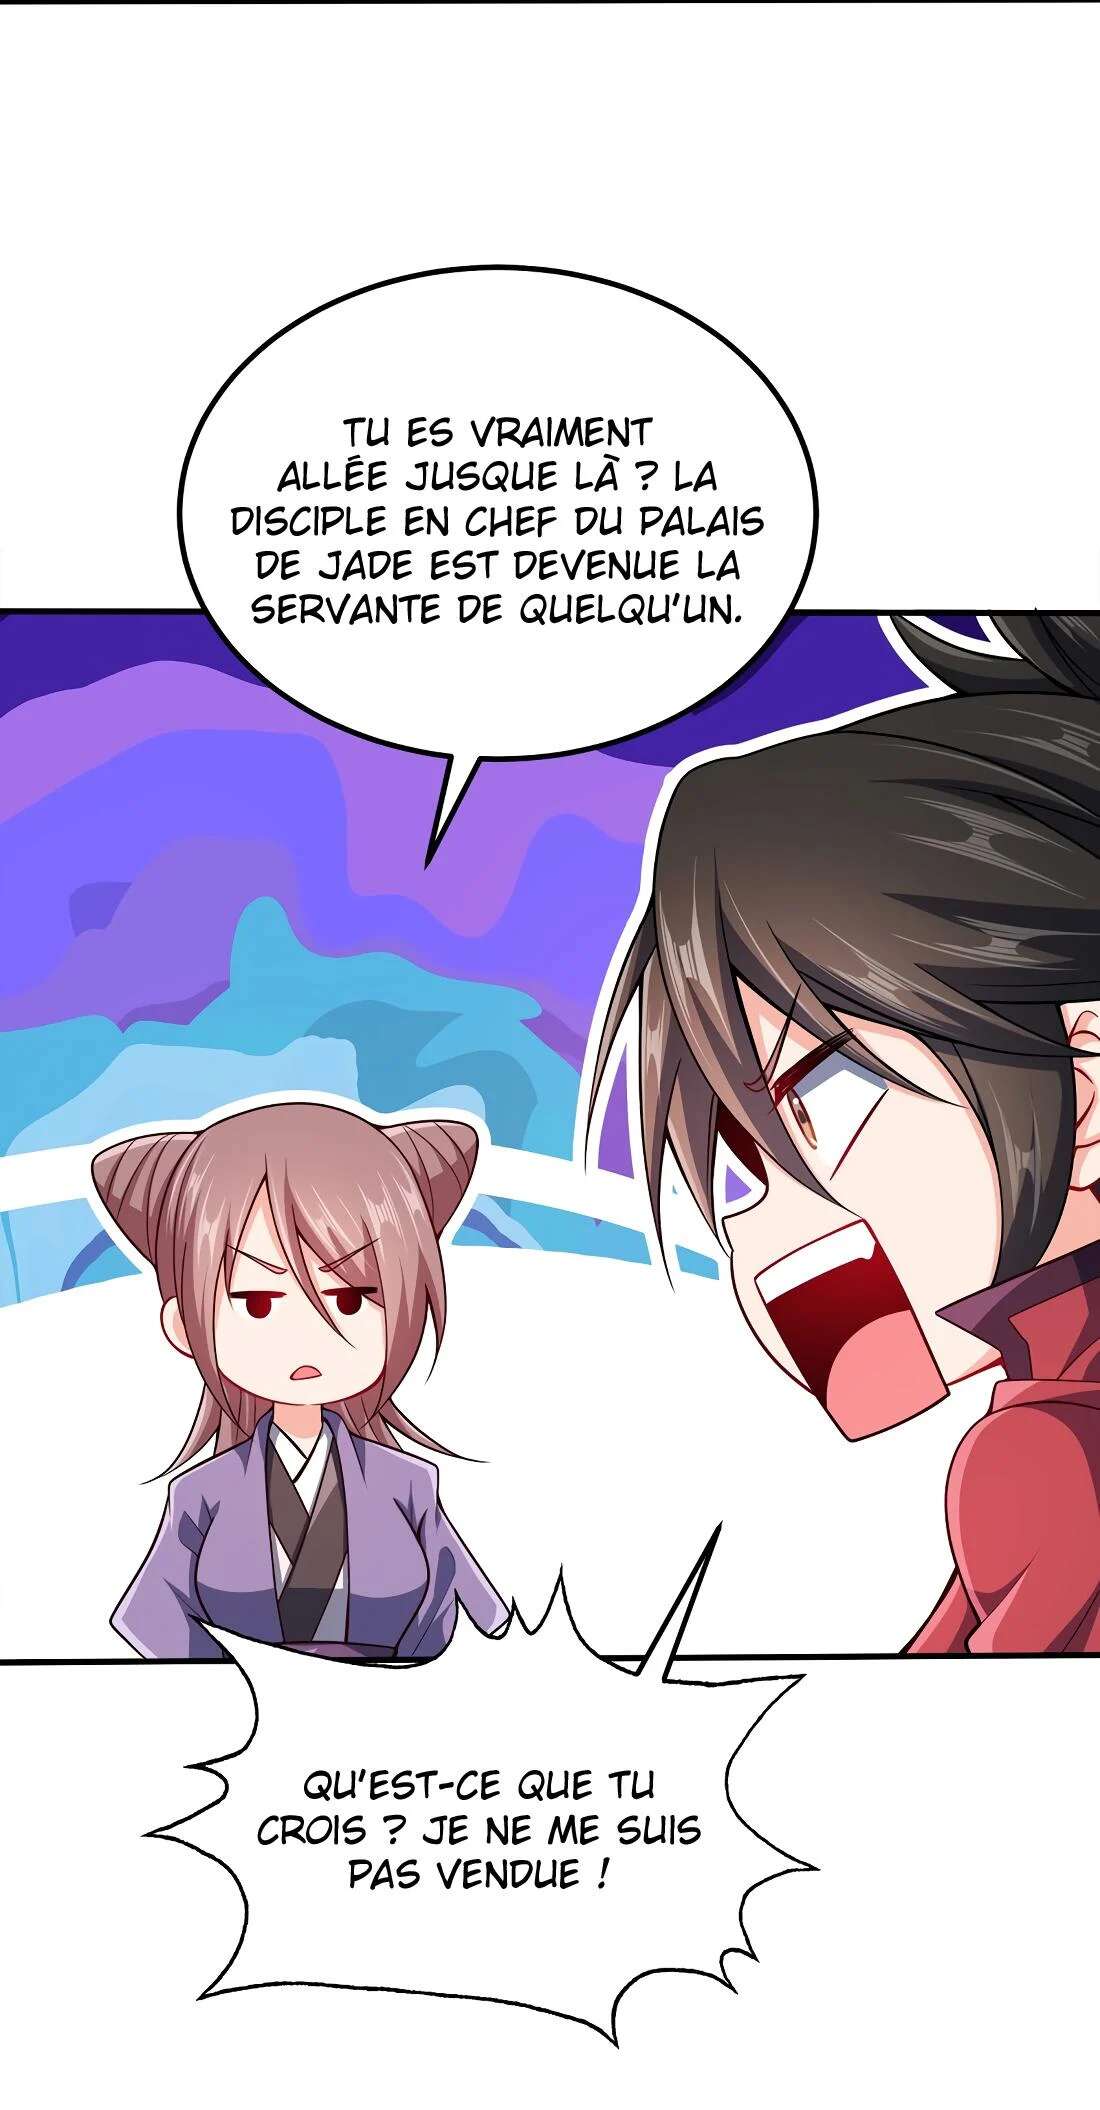 TU ES VRAIMENT
ALLÉE JUSQUE LÀ ? LA
DISCIPLE EN CHEF DU PALAIS
DE JADE EST DEVENUE LA
SERVANTE DE QUELQU'UN.
QU'EST-CE QUE TU
CROIS ? JE NE ME SUIS
PAS VENDUE !